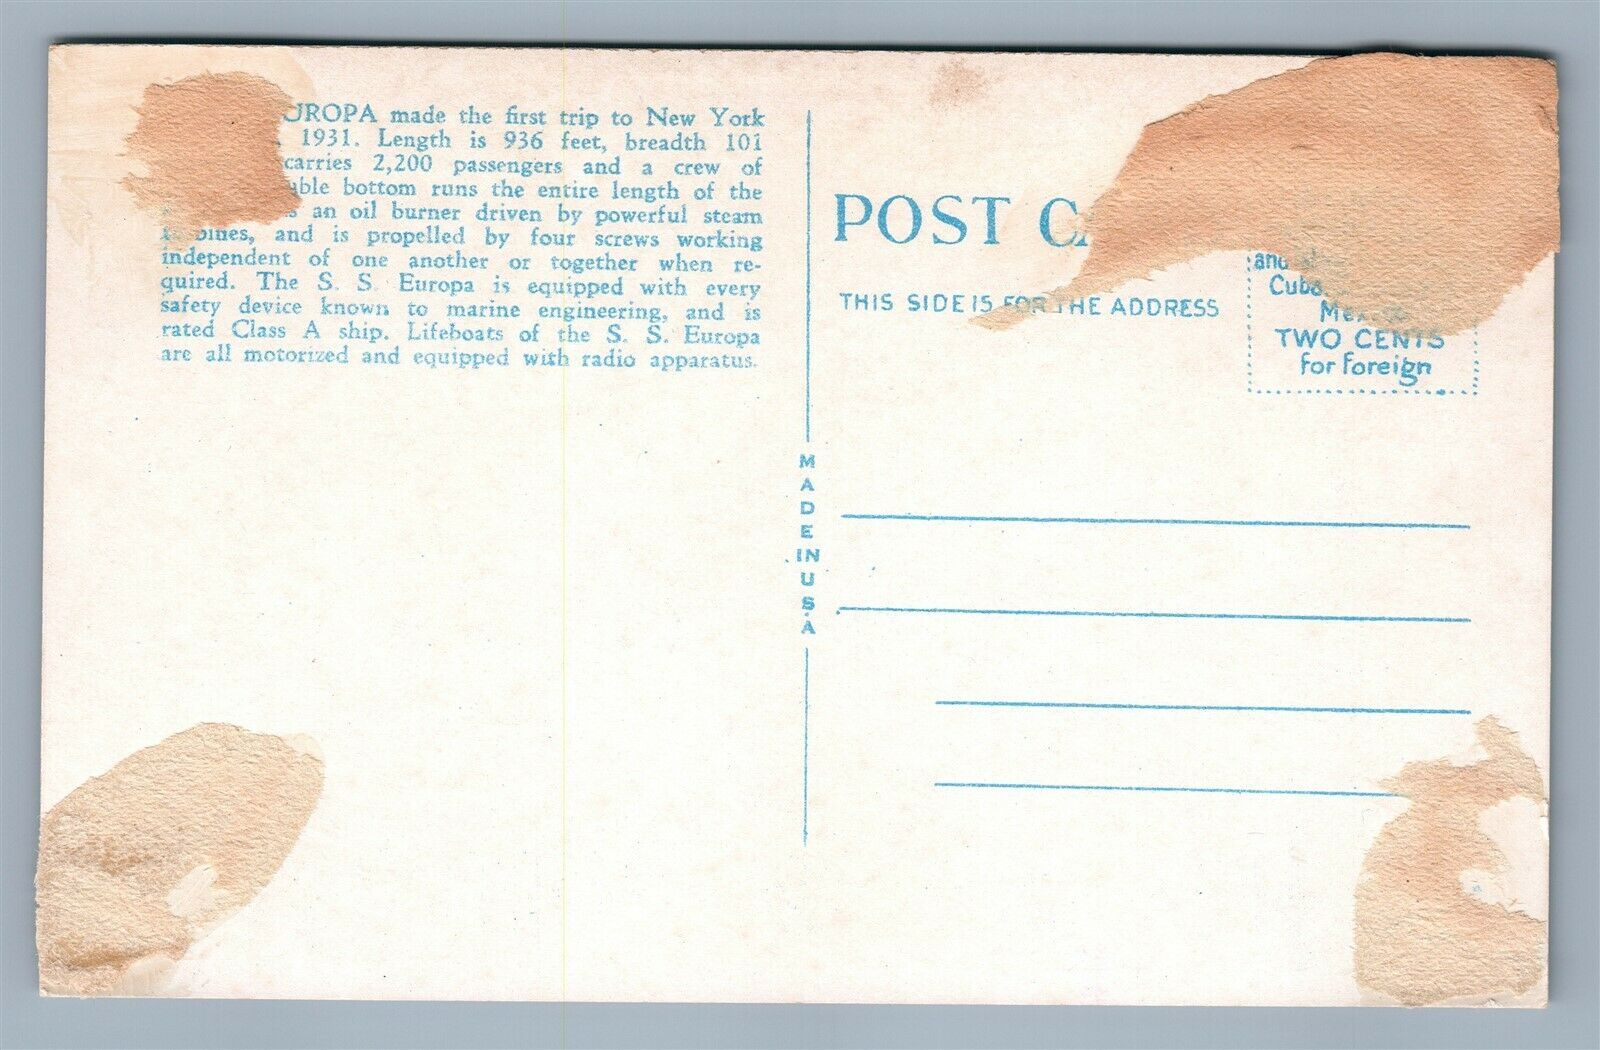 UROPA made the first trip to New York
1931. Length is 936 feet, breadth 101
carries 2,200 passengers and a crew of
uble bottom runs the entire length of the
an oil burner driven by powerful steam
bines, and is propelled by four screws working
independent of one another or together when re-
quired. The S. S. Europa is equipped with every
safety device known to marine engineering, and is
rated Class A ship. Lifeboats of the S. S. Europa
are all motorized and equipped with radio apparatus.
MADE IN U.S.A
POST CA
THIS SIDE IS FOR THE ADDRESS
and
Cuba
Mex
TWO CENTS
for foreign